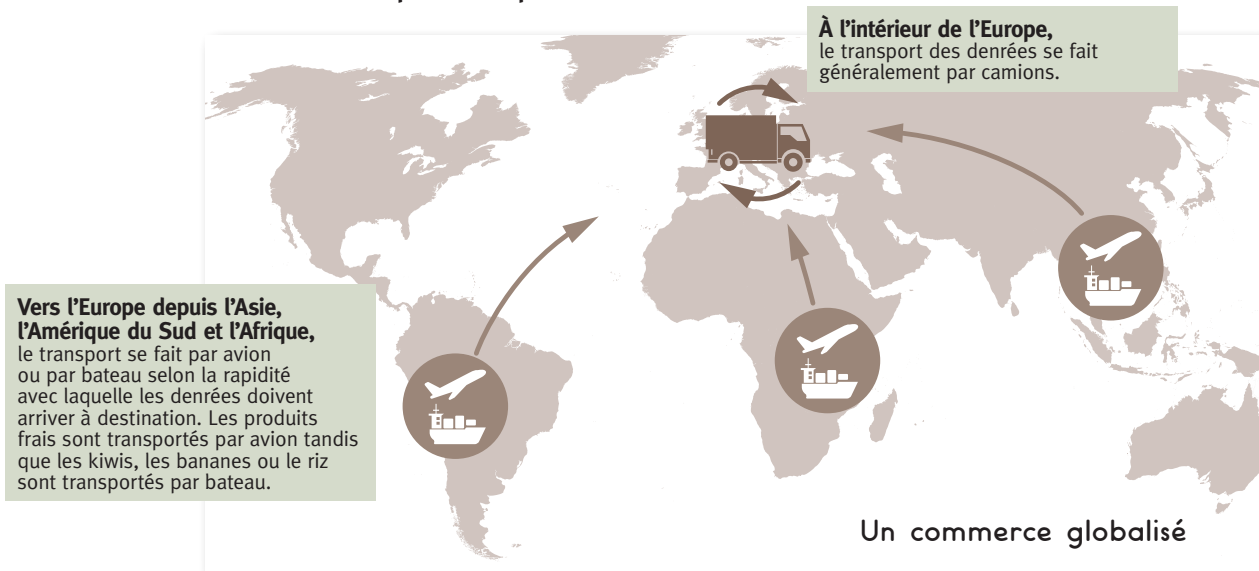 À l'intérieur de l'Europe,
le transport des denrées se fait
généralement par camions.
Vers l'Europe depuis l'Asie,
l'Amérique du Sud et l'Afrique,
le transport se fait par avion
ou par bateau selon la rapidité
avec laquelle les denrées doivent
arriver à destination. Les produits
frais sont transportés par avion tandis
que les kiwis, les bananes ou le riz
sont transportés par bateau.
Un commerce globalisé